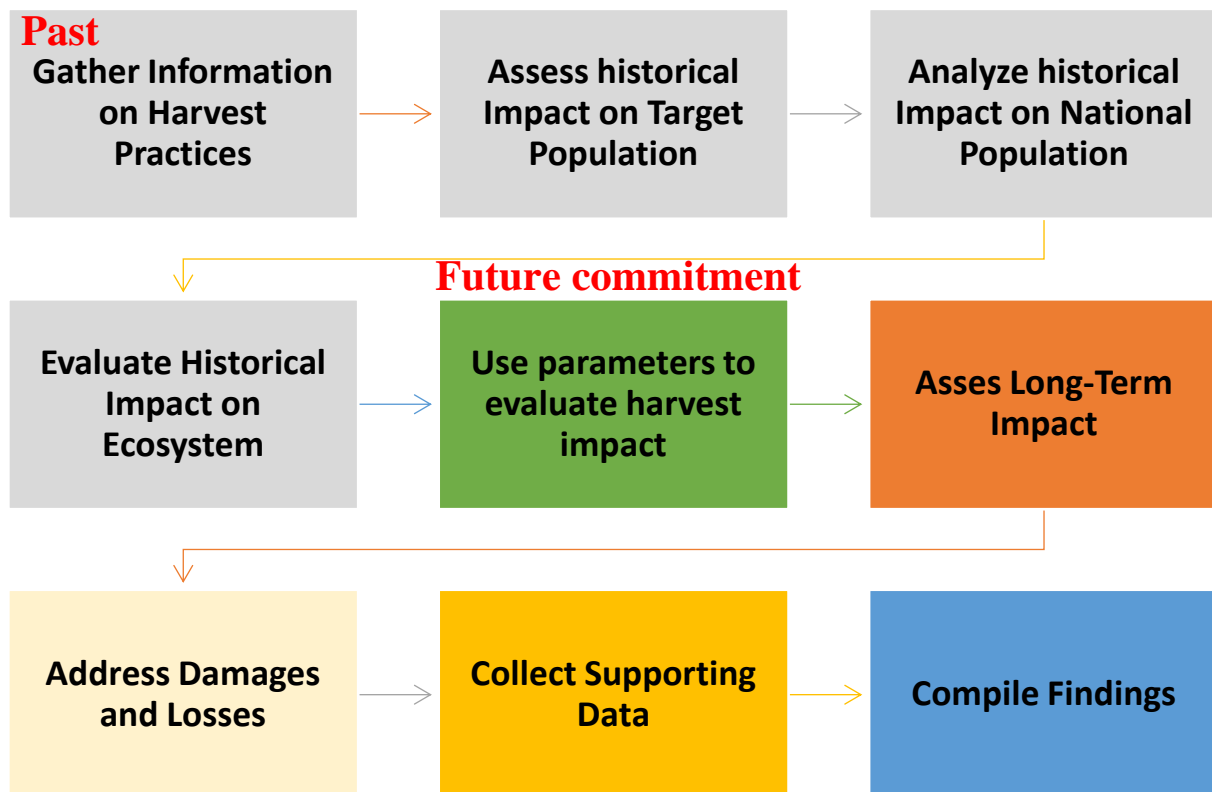 Past
Gather Information
on Harvest
Practices
Assess historical
Impact on Target
Population
Analyze historical
Impact on National
Population
Future commitment
Evaluate Historical
Impact on
Ecosystem
Use parameters to
evaluate harvest
impact
Asses Long-Term
Impact
Address Damages
and Losses
Collect Supporting
Data
Compile Findings